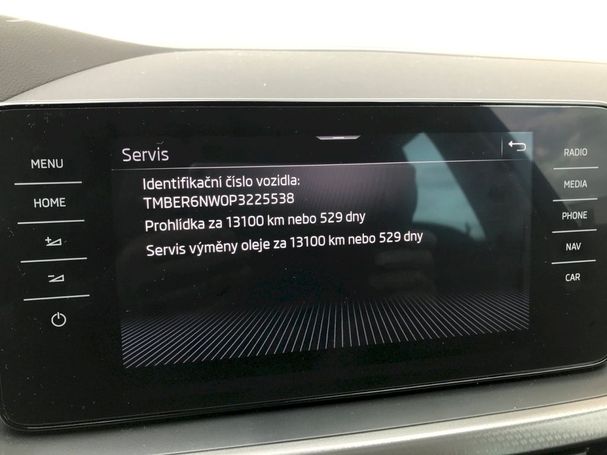 Servis
Identifikační číslo vozidla:
TMBER6NW0P3225538
Prohlídka za 13100 km nebo 529 dny
Servis výměny oleje za 13100 km nebo 529 dny
MENU
HOME
RADIO
MEDIA
PHONE
NAV
CAR